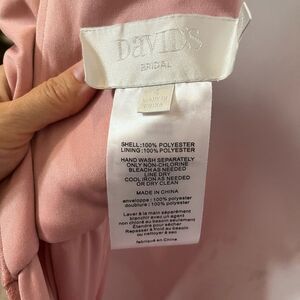 DAVID'S
BRIDAL
MADE IN
CHINA
SHELL:100% POLYESTER
LINING:100% POLYESTER
HAND WASH SEPARATELY
ONLY NON-CHLORINE
BLEACH AS NEEDED
LINE DRY
COOL IRON AS NEEDED
OR DRY CLEAN
MADE IN CHINA
enveloppe : 100% polyester
doublure : 100% polyester
Laver à la main séparément
blanchir avec un agent
non chloré au besoin seulement
Étendre pour sécher
Repasser à froid au besoin
ou nettoyer à sec
fabriqué en Chine